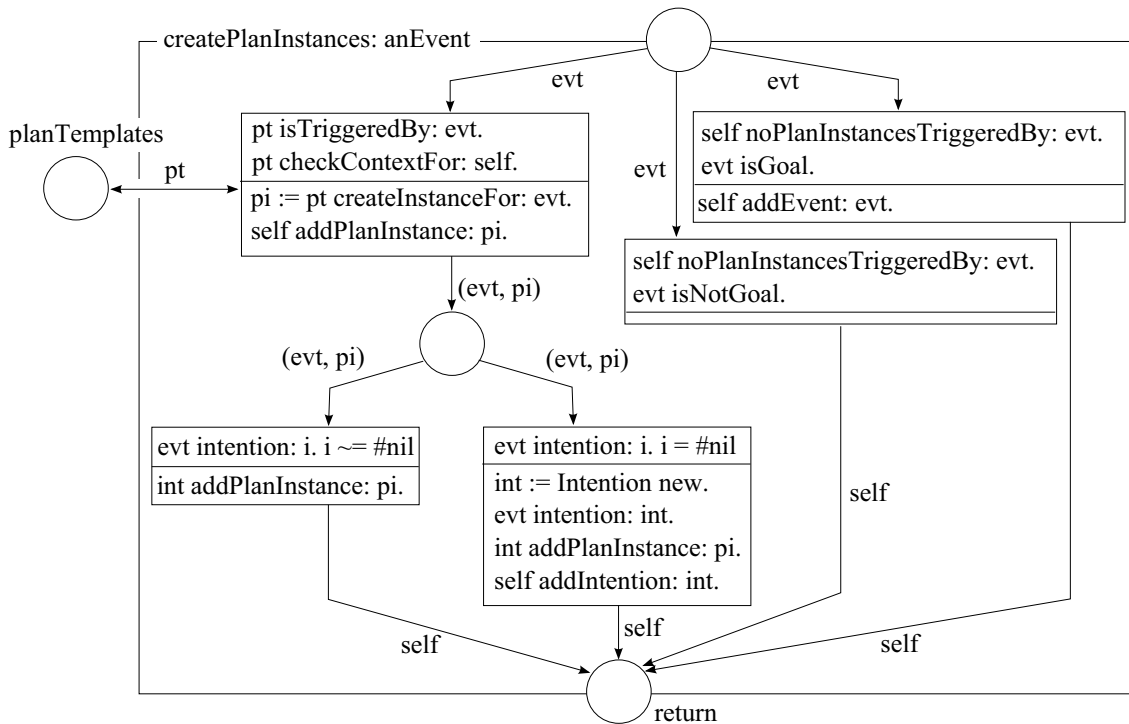 createPlanInstances: anEvent
evt
evt
planTemplates
pt
pt isTriggeredBy: evt.
pt checkContextFor: self.
pi := pt createInstanceFor: evt.
self addPlanInstance: pi.
evt
self noPlanInstancesTriggeredBy: evt.
evt isGoal.
self addEvent: evt.
self noPlanInstancesTriggeredBy: evt.
evt isNotGoal.
(evt, pi)
(evt, pi)
(evt, pi)
evt intention: i. i ~= #nil
int addPlanInstance: pi.
evt intention: i. i = #nil
int := Intention new.
evt intention: int.
int addPlanInstance: pi.
self addIntention: int.
self
self
self
self
return